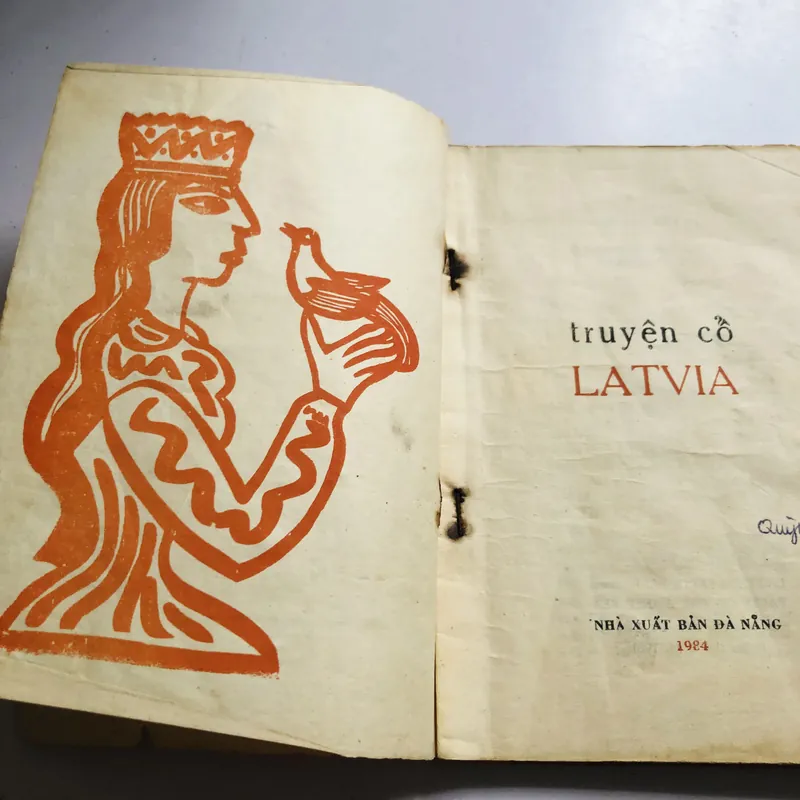 truyện cổ
LATVIA
NHÀ XUẤT BẢN ĐÀ NẴNG
1984